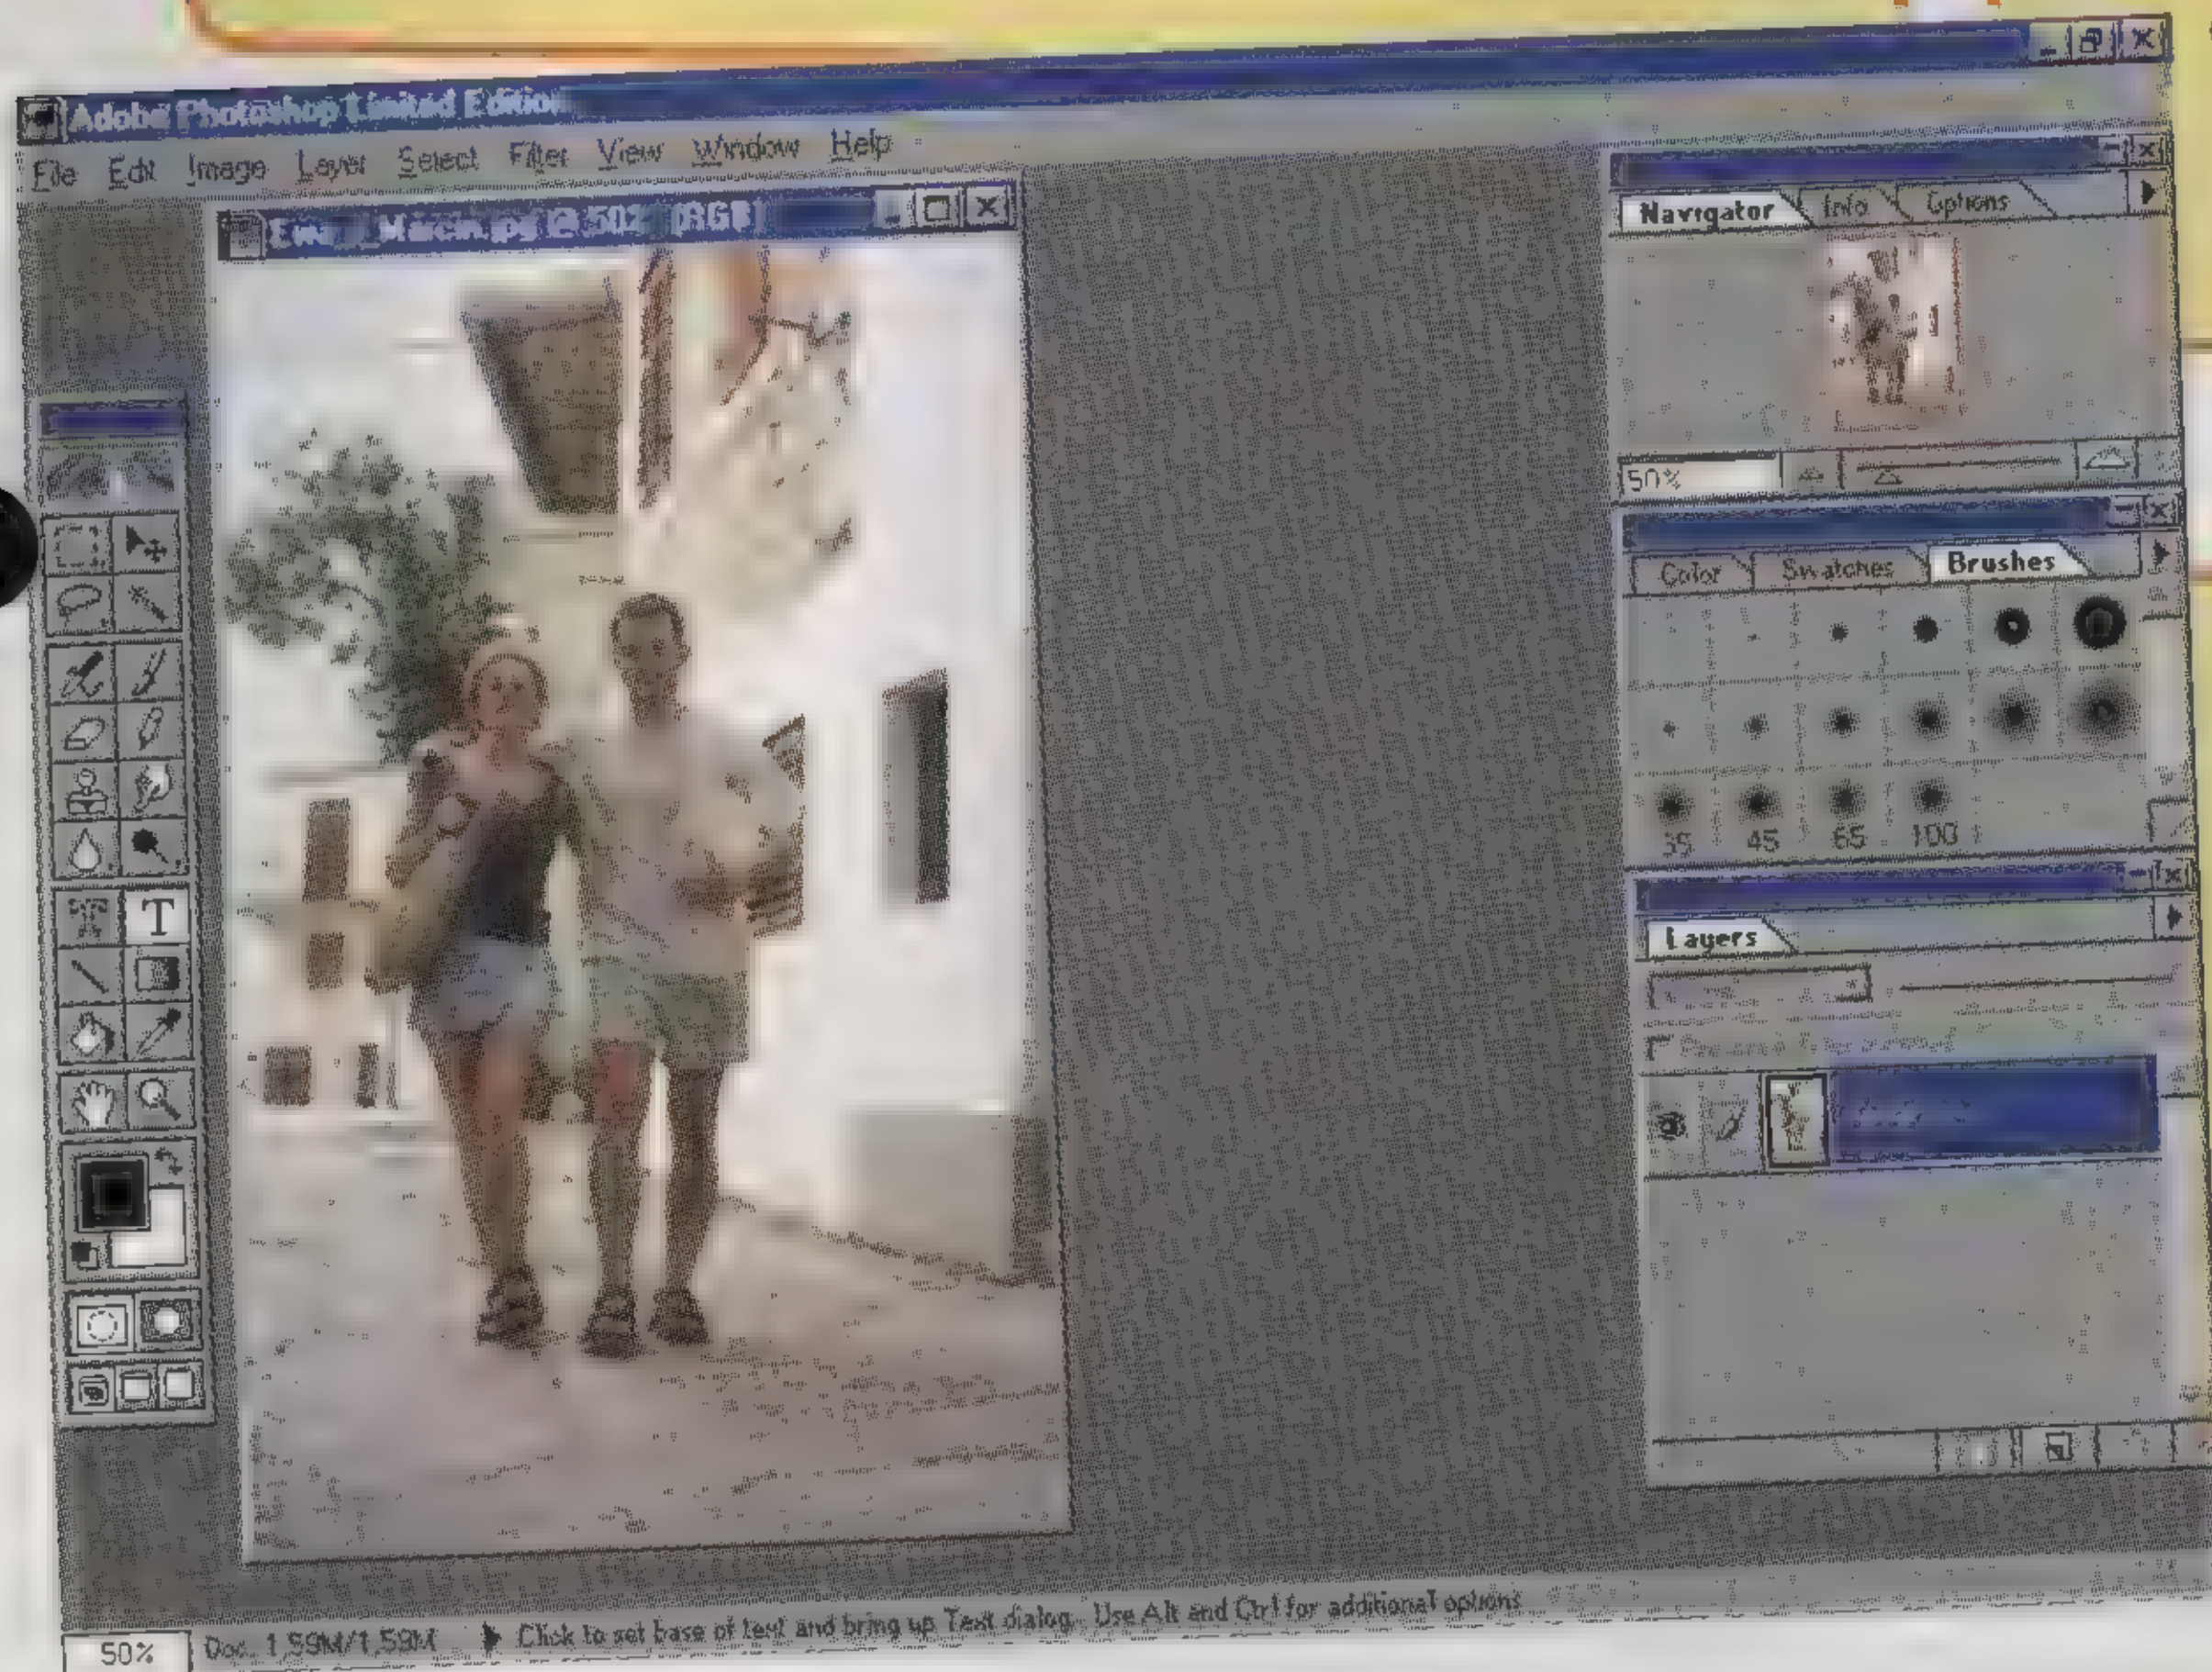 Adobe Photoshop Limited Edition
File Edit Image Layer Select Filter View Window Help
@ 50% (RGB)
Navigator Info Options
50%
Color Swatches Brushes
35 45 65 100
T
Layers
50% Doc. 1,59M/1,59M Click to set base of text and bring up Text dialog. Use Alt and Ctrl for additional options